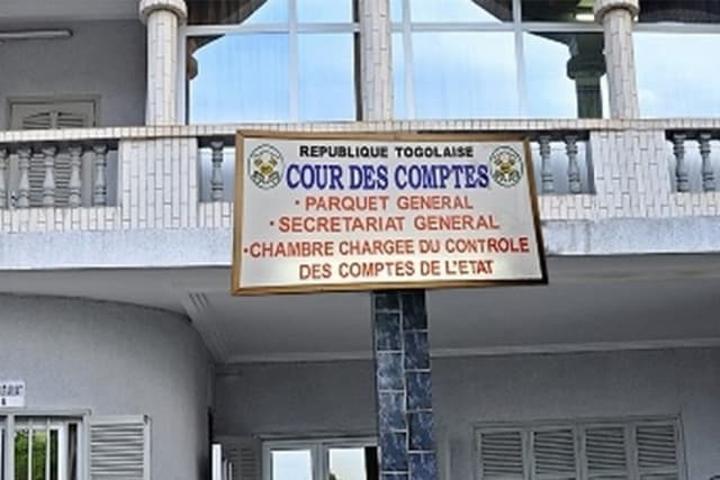 REPUBLIQUE TOGOLAISE
COUR DES COMPTES
• PARQUET GENERAL
• SECRETARIAT GENERAL
• CHAMBRE CHARGEE DU CONTROLE
DES COMPTES DE L'ETAT